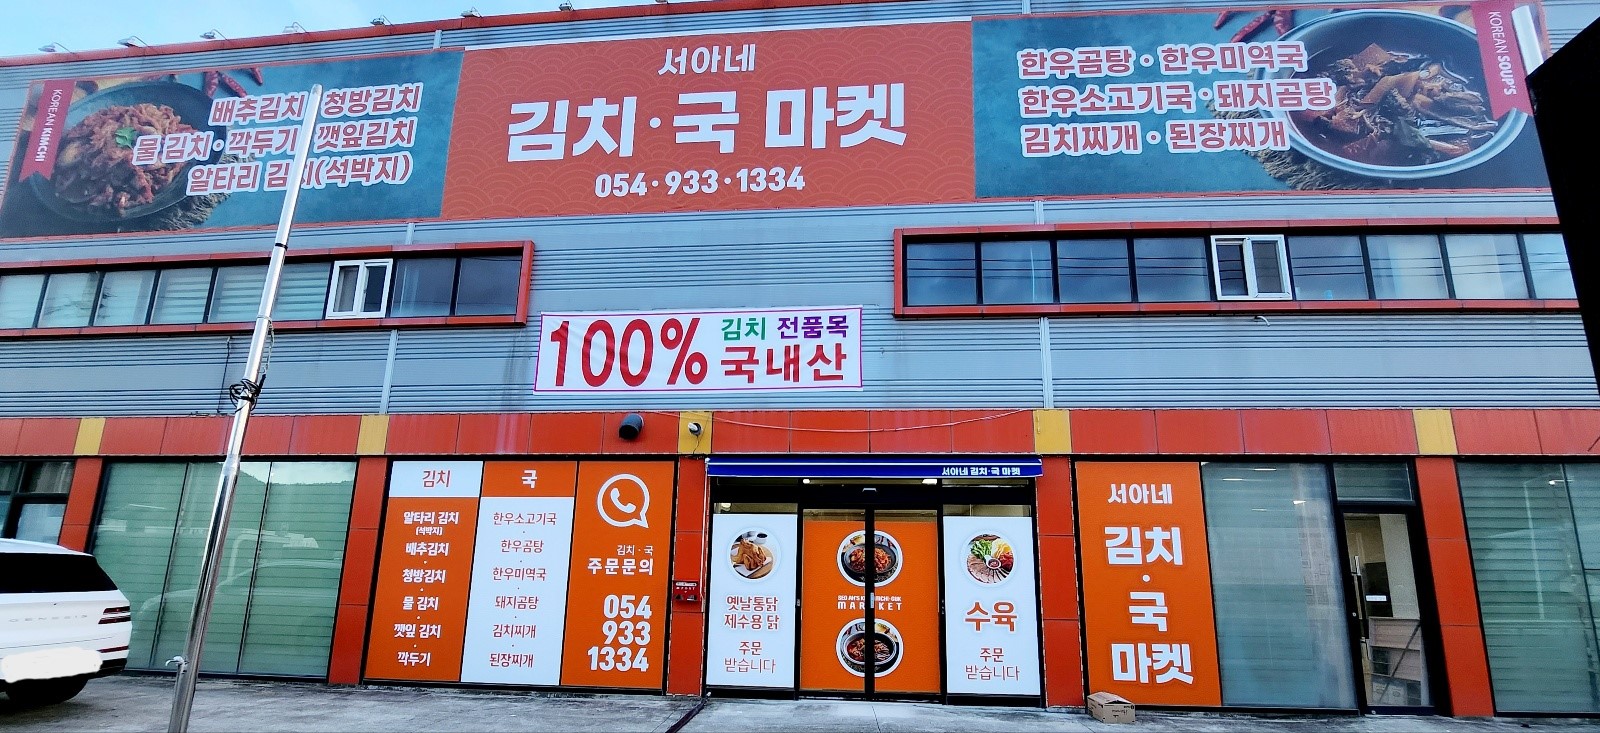 KOREAN KIMCHI
배추김치 청방김치
물 김치 · 깍두기 깻잎김치
알타리 김치(석박지)
서아네
김치 · 국 마켓
054 · 933 · 1334
한우곰탕 · 한우미역국
한우소고기국 · 돼지곰탕
김치찌개 · 된장찌개
KOREAN SOUP'S
100% 김치 전품목
국내산
김치
알타리 김치
(석박지)
배추김치
청방김치
물 김치
깻잎 김치
깍두기
국
한우소고기국
한우곰탕
한우미역국
돼지곰탕
김치찌개
된장찌개
김치 · 국
주문문의
054
933
1334
서아네 김치·국 마켓
옛날통닭
제수용 닭
주문
받습니다
MARKET
수육
주문
받습니다
서아네
김치
·
국
마켓
GENESIS